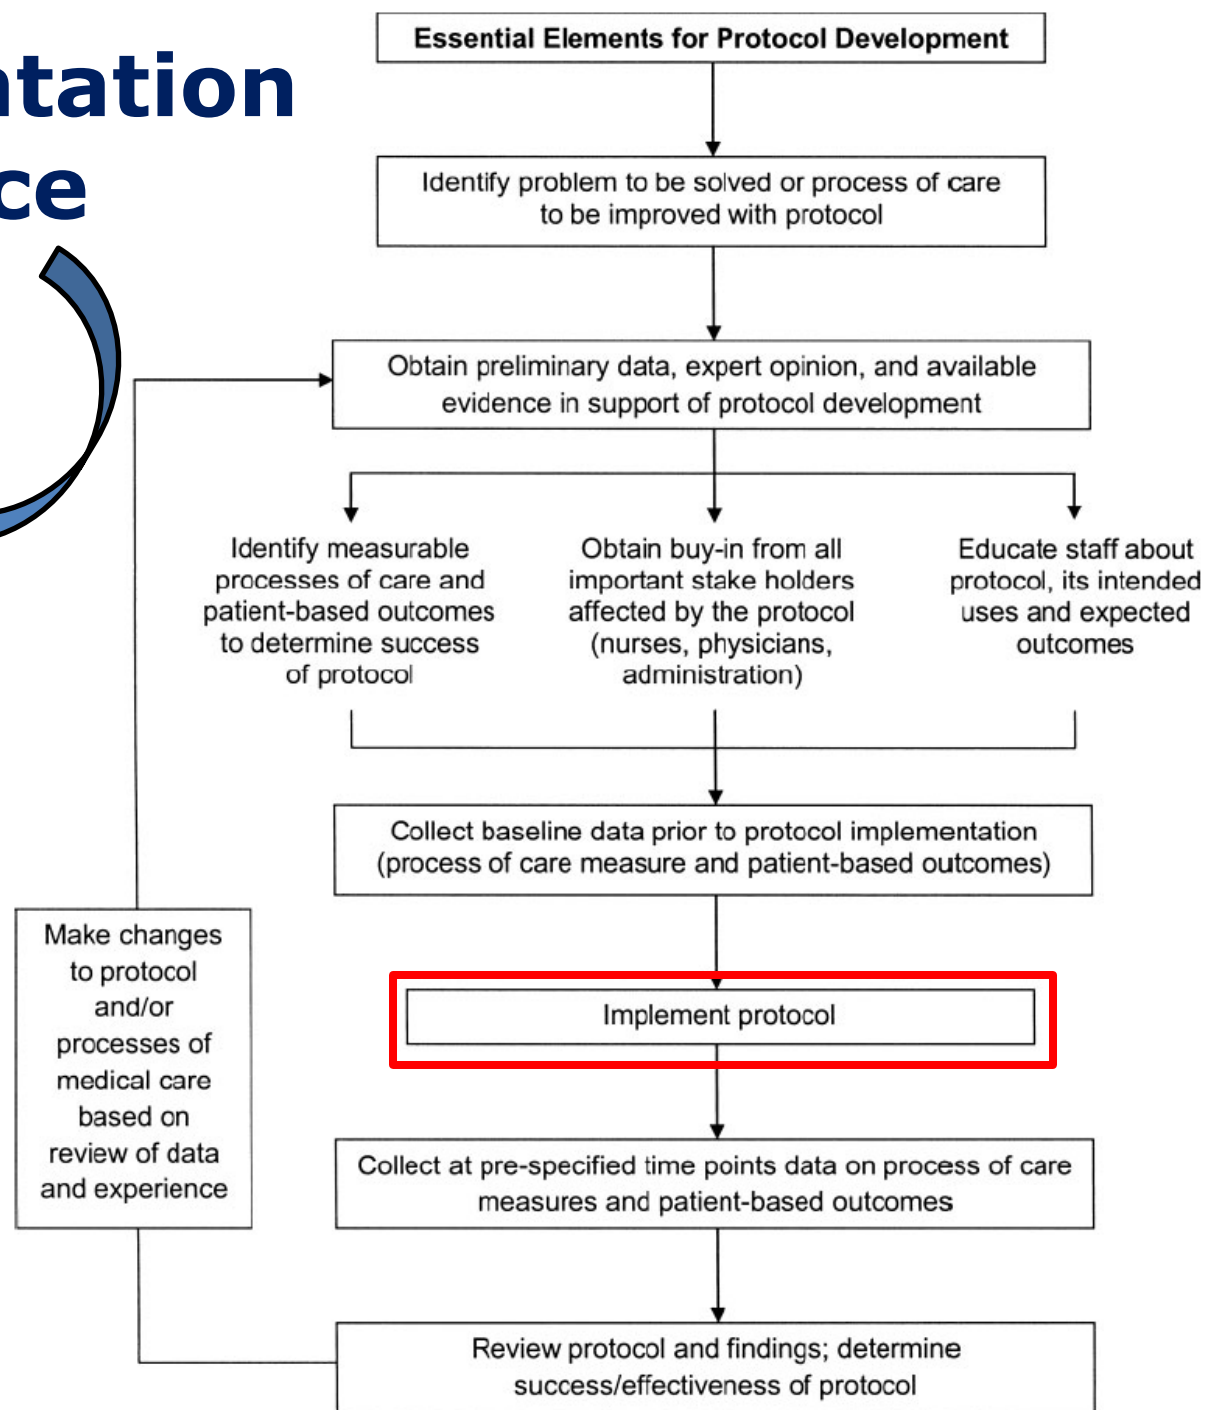 ntation
ce
Essential Elements for Protocol Development
Identify problem to be solved or process of care
to be improved with protocol
Obtain preliminary data, expert opinion, and available
evidence in support of protocol development
Identify measurable
processes of care and
patient-based outcomes
to determine success
of protocol
Obtain buy-in from all
important stake holders
affected by the protocol
(nurses, physicians,
administration)
Educate staff about
protocol, its intended
uses and expected
outcomes
Collect baseline data prior to protocol implementation
(process of care measure and patient-based outcomes)
Make changes
to protocol
and/or
processes of
medical care
based on
review of data
and experience
Implement protocol
Collect at pre-specified time points data on process of care
measures and patient-based outcomes
Review protocol and findings; determine
success/effectiveness of protocol